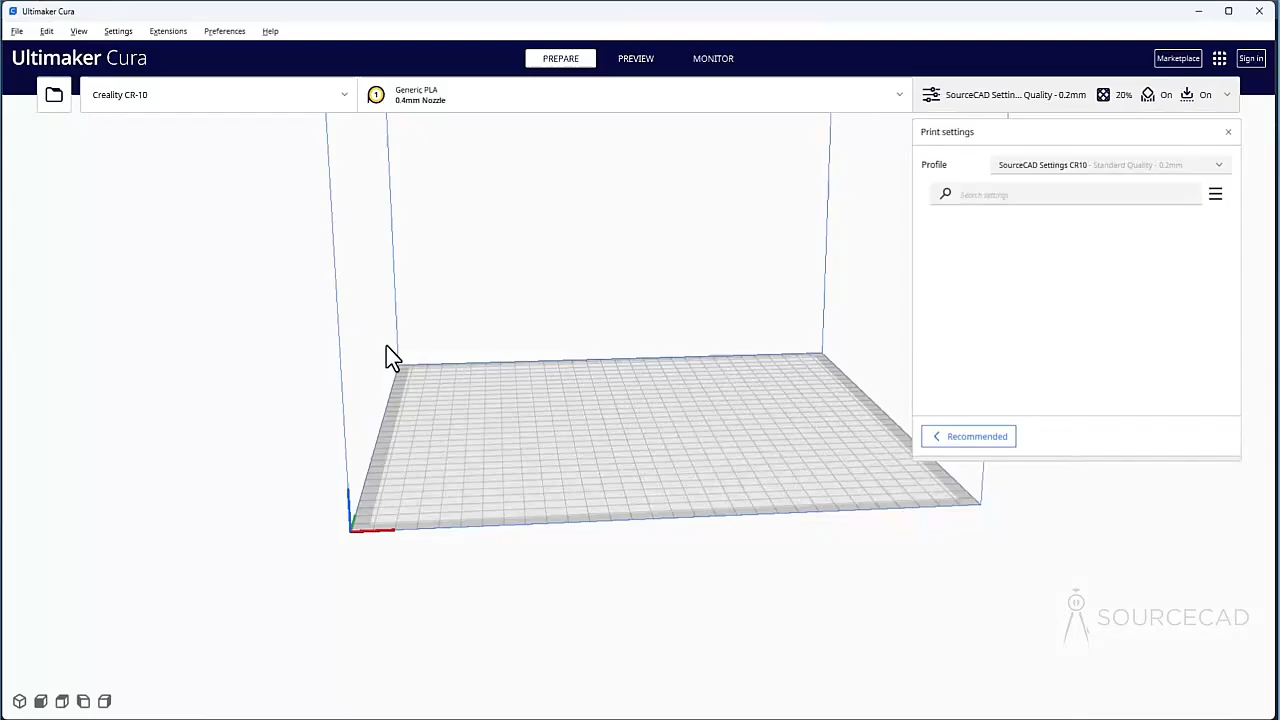 Ultimaker Cura
File Edit View Settings Extensions Preferences Help
Ultimaker Cura
PREPARE PREVIEW MONITOR
Marketplace Sign in
Creality CR-10
1
Generic PLA
0.4mm Nozzle
SourceCAD Settin... Quality - 0.2mm 20% On On
Print settings
Profile SourceCAD Settings CR10 - Standard Quality - 0.2mm
Search settings
Recommended
SOURCECAD